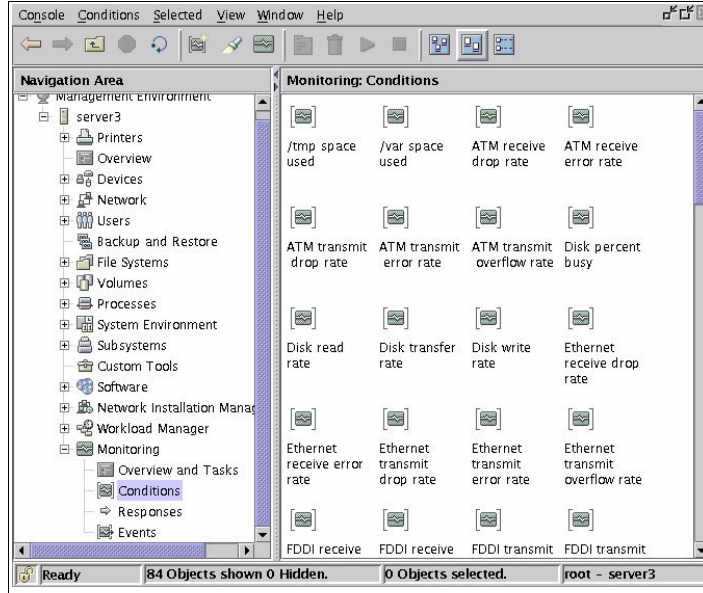 Console Conditions Selected View Window Help
Navigation Area
Management Environment
server3
Printers
Overview
Devices
Network
Users
Backup and Restore
File Systems
Volumes
Processes
System Environment
Subsystems
Custom Tools
Software
Network Installation Manag
Workload Manager
Monitoring
Overview and Tasks
Conditions
Responses
Events
Monitoring: Conditions
/tmp space
used
/var space
used
ATM receive
drop rate
ATM receive
error rate
ATM transmit
drop rate
ATM transmit
error rate
ATM transmit
overflow rate
Disk percent
busy
Disk read
rate
Disk transfer
rate
Disk write
rate
Ethernet
receive drop
rate
Ethernet
receive error
rate
Ethernet
transmit
drop rate
Ethernet
transmit
error rate
Ethernet
transmit
overflow rate
FDDI receive
FDDI receive
FDDI transmit
FDDI transmit
Ready
84 Objects shown 0 Hidden.
0 Objects selected.
root - server3